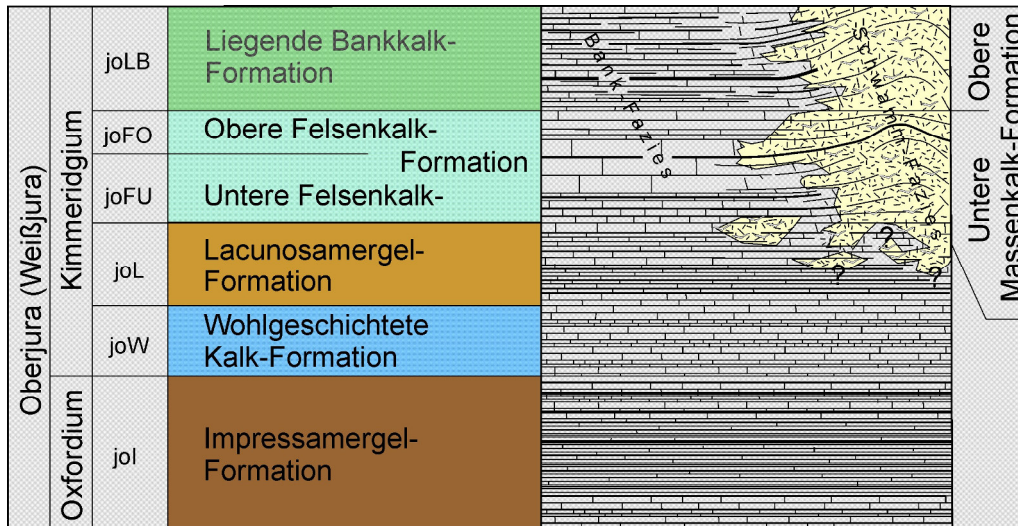 Oberjura (Weißjura)
Kimmeridgium
Oxfordium
joLB
Liegende Bankkalk-
Formation
joFO
Obere Felsenkalk-
Formation
joFU
Untere Felsenkalk-
joL
Lacunosamergel-
Formation
joW
Wohlgeschichtete
Kalk-Formation
joI
Impressamergel-
Formation
Bank-Fazies
Schwamm-Fazies
?
?
?
Obere
Untere
Massenkalk-Formation